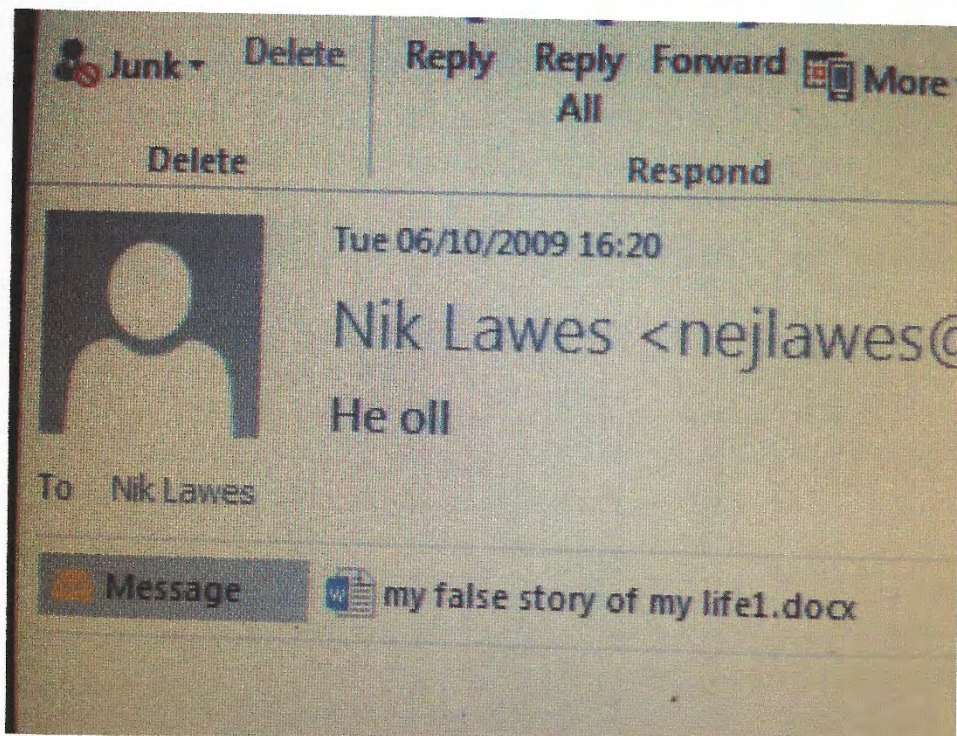 Junk Delete Reply Reply Forward More
All
Delete Respond
Tue 06/10/2009 16:20
Nik Lawes <nejlawes@
He oll
To Nik Lawes
Message my false story of my life1.docx